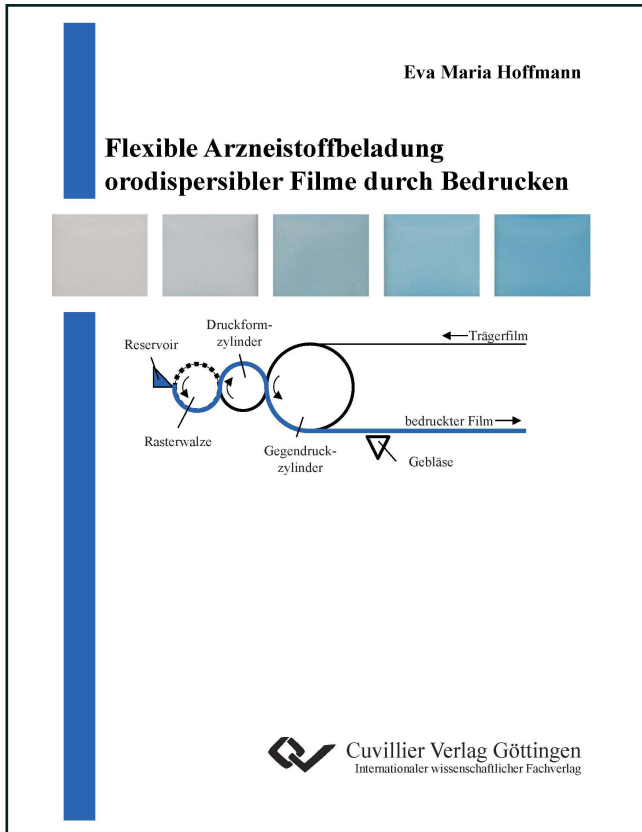 Eva Maria Hoffmann
Flexible Arzneistoffbeladung
orodispersibler Filme durch Bedrucken
Druckform-
zylinder
Reservoir
Trägerfilm
Rasterwalze
Gegendruck-
zylinder
bedruckter Film
Gebläse
Cuvillier Verlag Göttingen
Internationaler wissenschaftlicher Fachverlag